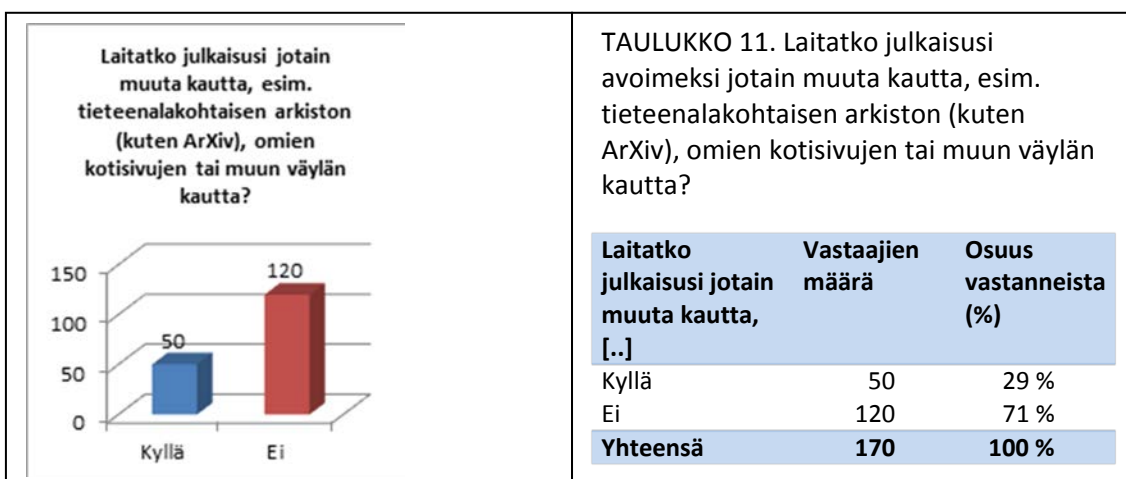 Laitatko julkaisusi jotain
muuta kautta, esim.
tieteenalakohtaisen arkiston
(kuten ArXiv), omien
kotisivujen tai muun väylän
kautta?
150
100
50
0
50
120
Kyllä
Ei
TAULUKKO 11. Laitatko julkaisusi
avoimeksi jotain muuta kautta, esim.
tieteenalakohtaisen arkiston (kuten
ArXiv), omien kotisivujen tai muun väylän
kautta?
Laitatko julkaisusi jotain muuta kautta, [..] Vastaajien määrä Osuus vastanneista (%)
Kyllä 50 29 %
Ei 120 71 %
Yhteensä 170 100 %